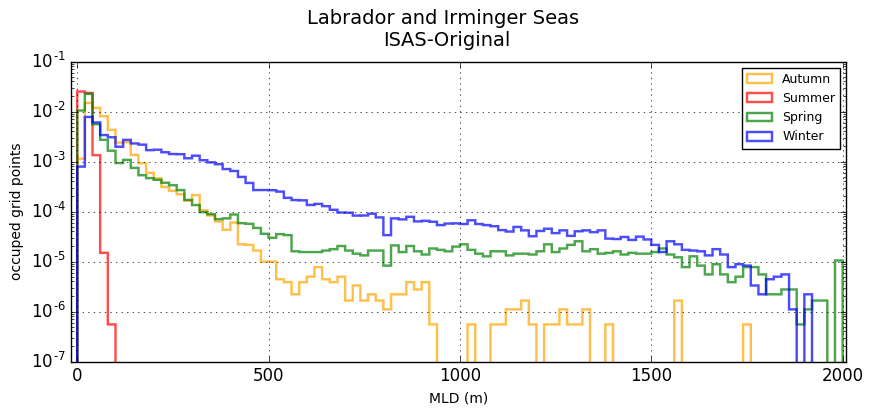 Labrador and Irminger Seas
ISAS-Original
10^-1
10^-2
10^-3
10^-4
10^-5
10^-6
10^-7
occuped grid points
Autumn
Summer
Spring
Winter
0 500 1000 1500 2000
MLD (m)